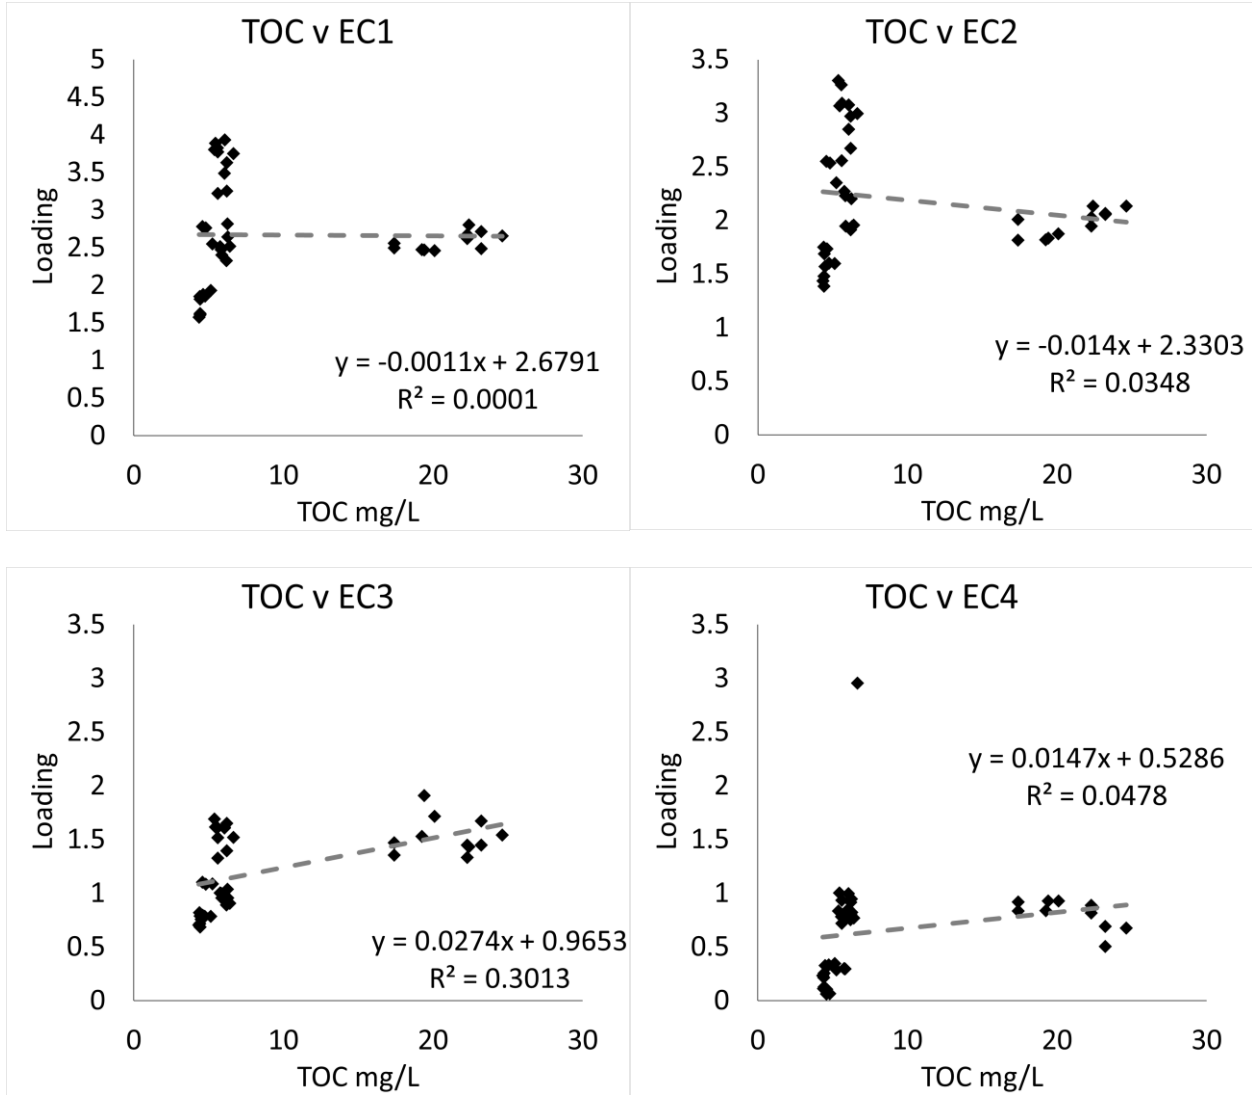 TOC v EC1
5
4.5
4
3.5
3
2.5
2
1.5
1
0.5
0
Loading
y = -0.0011x + 2.6791
R² = 0.0001
0 10 20 30
TOC mg/L
TOC v EC2
3.5
3
2.5
2
1.5
1
0.5
0
Loading
y = -0.014x + 2.3303
R² = 0.0348
0 10 20 30
TOC mg/L
TOC v EC3
3.5
3
2.5
2
1.5
1
0.5
0
Loading
y = 0.0274x + 0.9653
R² = 0.3013
0 10 20 30
TOC mg/L
TOC v EC4
3.5
3
2.5
2
1.5
1
0.5
0
Loading
y = 0.0147x + 0.5286
R² = 0.0478
0 10 20 30
TOC mg/L